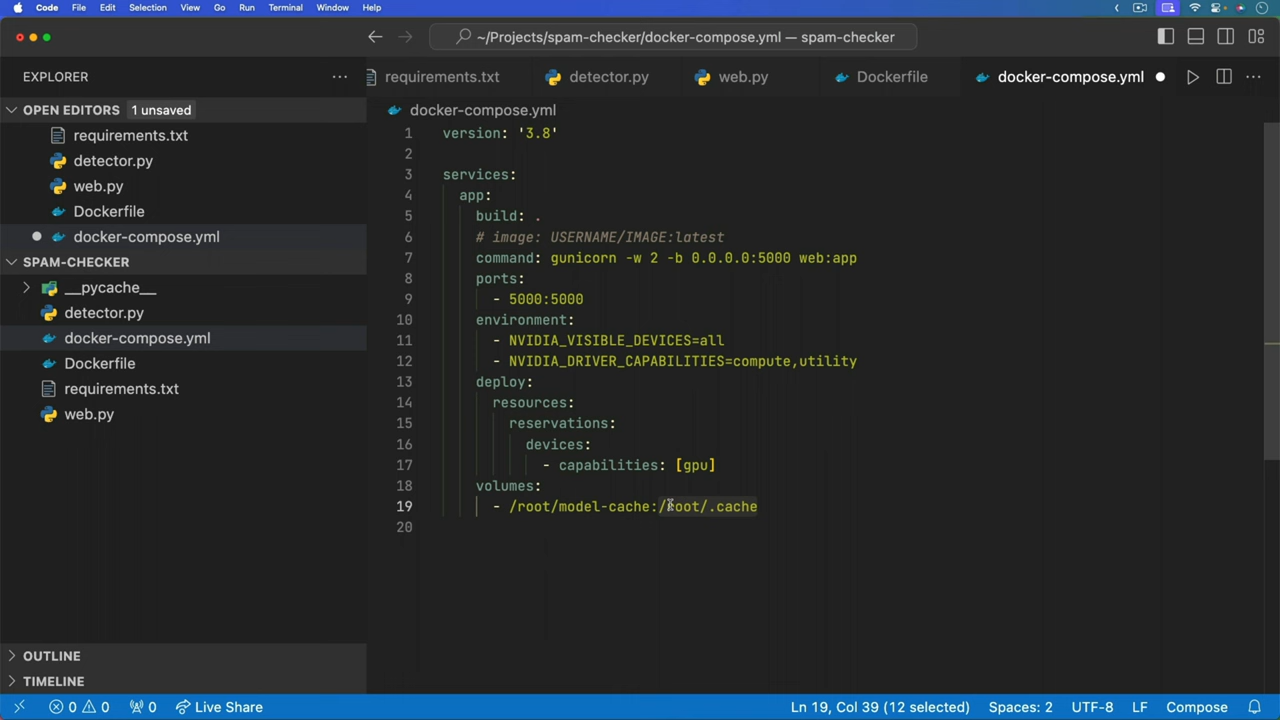 Code File Edit Selection View Go Run Terminal Window Help
~/Projects/spam-checker/docker-compose.yml — spam-checker
EXPLORER
requirements.txt detector.py web.py Dockerfile docker-compose.yml
OPEN EDITORS 1 unsaved
requirements.txt
detector.py
web.py
Dockerfile
docker-compose.yml
SPAM-CHECKER
__pycache__
detector.py
docker-compose.yml
Dockerfile
requirements.txt
web.py
OUTLINE
TIMELINE
docker-compose.yml
1 version: '3.8'
2
3 services:
4 app:
5 build: .
6 # image: USERNAME/IMAGE:latest
7 command: gunicorn -w 2 -b 0.0.0.0:5000 web:app
8 ports:
9 - 5000:5000
10 environment:
11 - NVIDIA_VISIBLE_DEVICES=all
12 - NVIDIA_DRIVER_CAPABILITIES=compute,utility
13 deploy:
14 resources:
15 reservations:
16 devices:
17 - capabilities: [gpu]
18 volumes:
19 - /root/model-cache:/root/.cache
20
0 0 0 Live Share Ln 19, Col 39 (12 selected) Spaces: 2 UTF-8 LF Compose